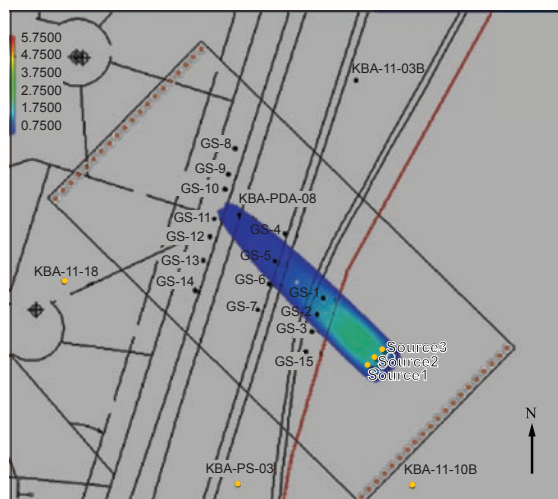 5.7500
4.7500
3.7500
2.7500
1.7500
0.7500
KBA-11-03B
GS-8
GS-9
GS-10
KBA-PDA-08
GS-11
GS-4
GS-12
GS-5
GS-13
KBA-11-18
GS-6
GS-14
GS-1
GS-7
GS-2
GS-3
GS-15
Source3
Source2
Source1
N
KBA-PS-03
KBA-11-10B